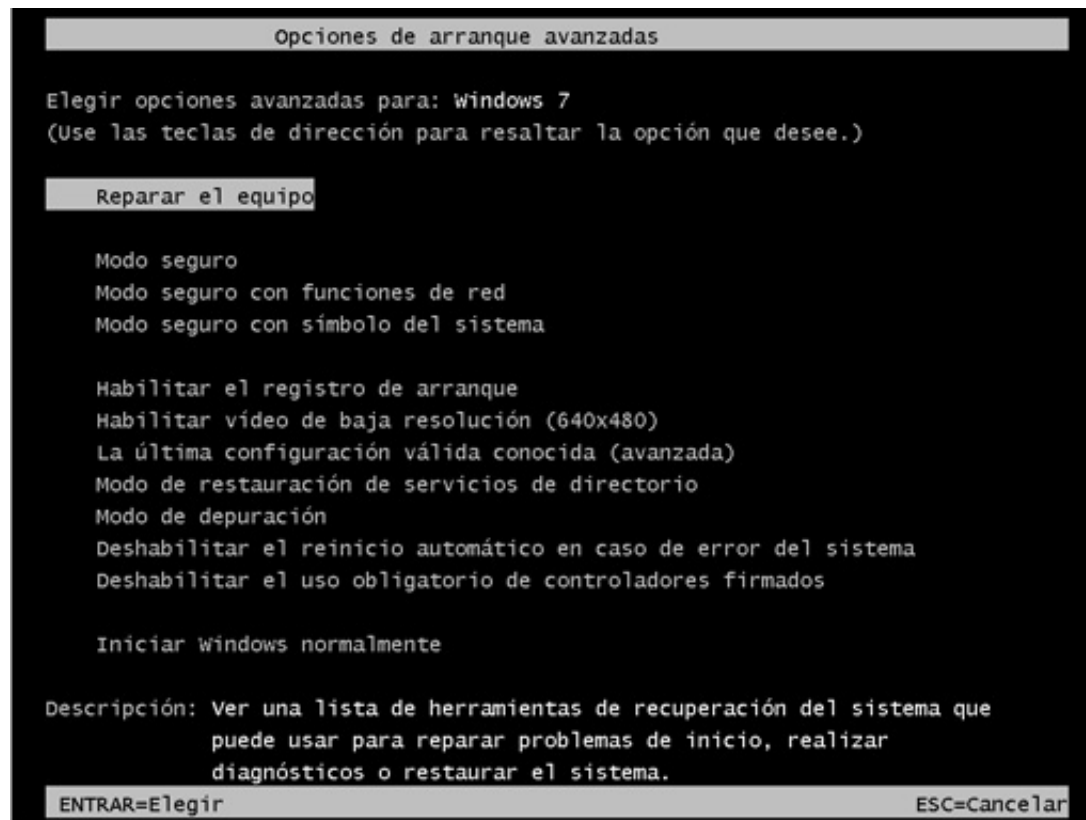 Opciones de arranque avanzadas
Elegir opciones avanzadas para: Windows 7
(Use las teclas de dirección para resaltar la opción que desee.)
Reparar el equipo
Modo seguro
Modo seguro con funciones de red
Modo seguro con símbolo del sistema
Habilitar el registro de arranque
Habilitar vídeo de baja resolución (640x480)
La última configuración válida conocida (avanzada)
Modo de restauración de servicios de directorio
Modo de depuración
Deshabilitar el reinicio automático en caso de error del sistema
Deshabilitar el uso obligatorio de controladores firmados
Iniciar Windows normalmente
Descripción: Ver una lista de herramientas de recuperación del sistema que
puede usar para reparar problemas de inicio, realizar
diagnósticos o restaurar el sistema.
ENTRAR=Elegir ESC=Cancelar